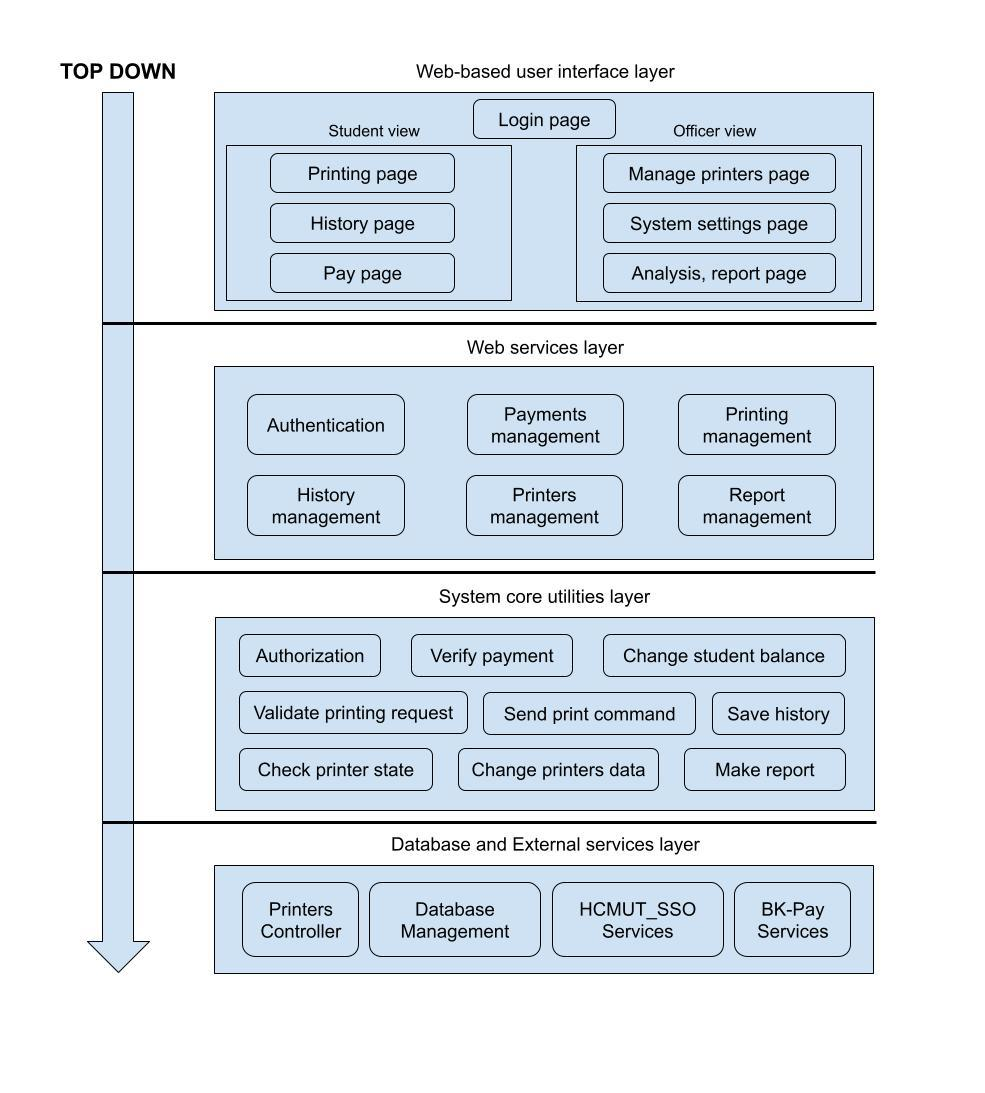 TOP DOWN
Web-based user interface layer
Login page
Student view
Officer view
Printing page
History page
Pay page
Manage printers page
System settings page
Analysis, report page
Web services layer
Authentication
Payments
management
Printing
management
History
management
Printers
management
Report
management
System core utilities layer
Authorization
Verify payment
Change student balance
Validate printing request
Send print command
Save history
Check printer state
Change printers data
Make report
Database and External services layer
Printers
Controller
Database
Management
HCMUT_SSO
Services
BK-Pay
Services